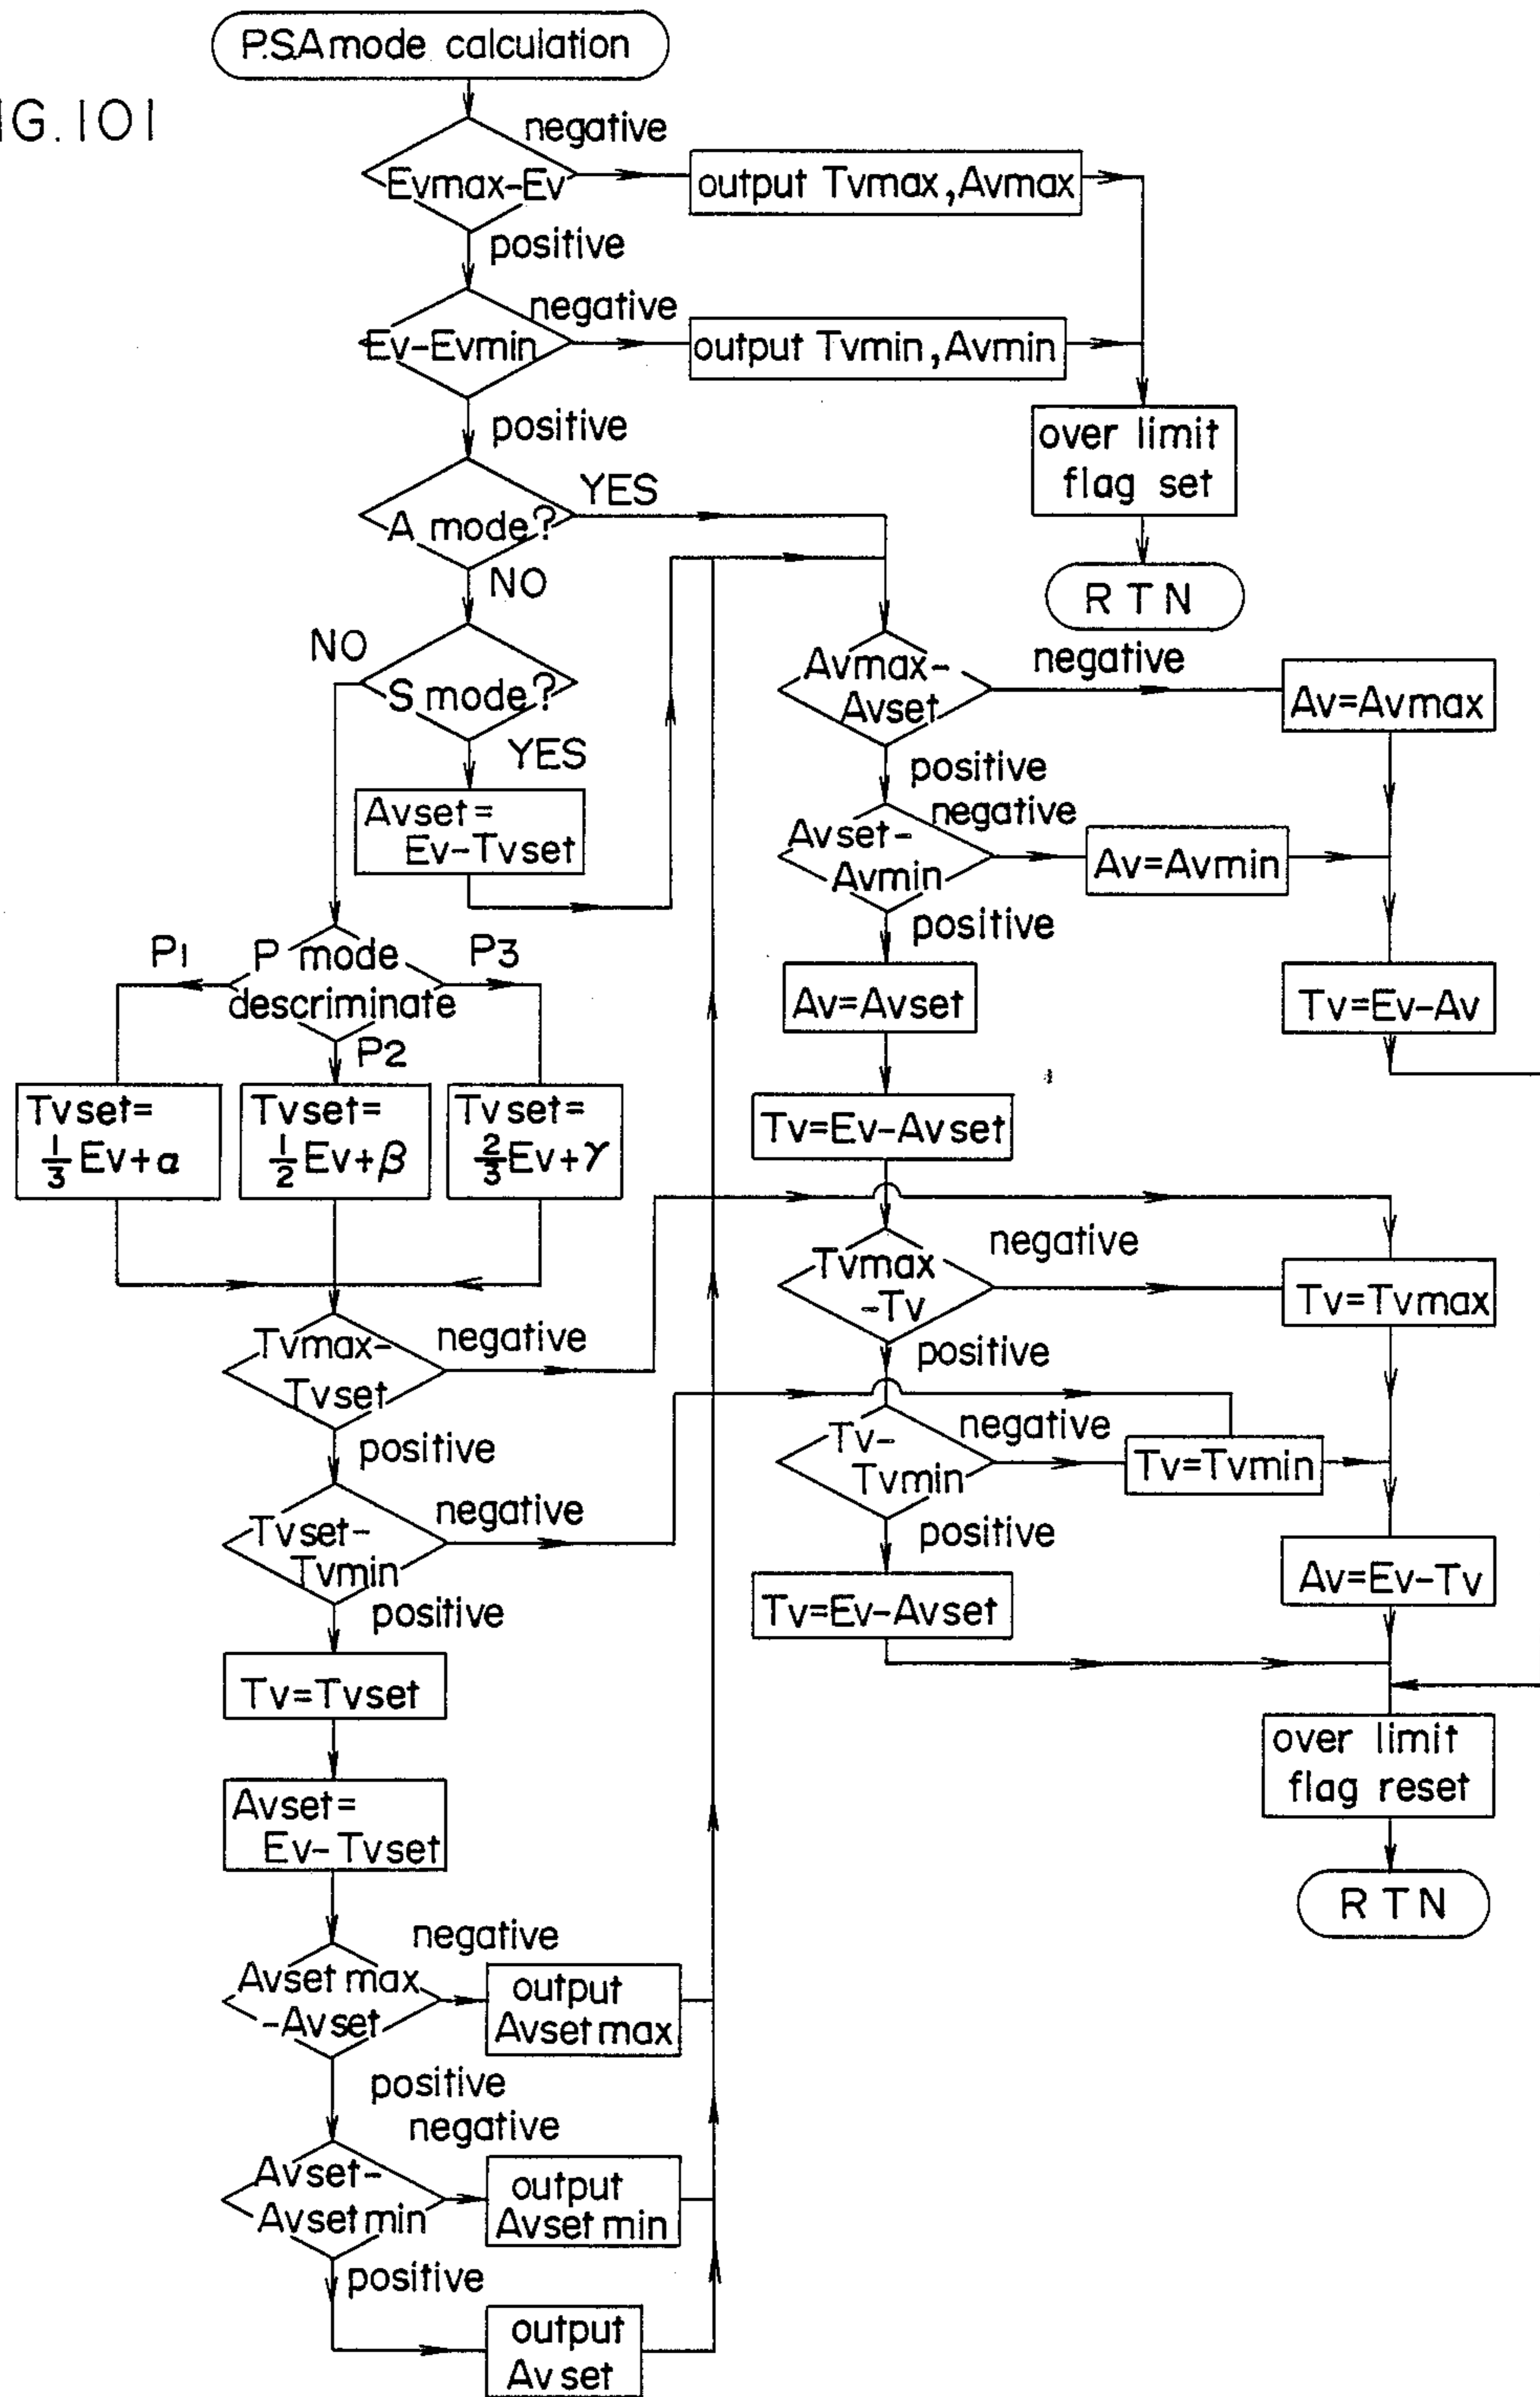 P.S.A mode calculation
IG. 101
negative
Evmax-Ev
output Tvmax, Avmax
positive
negative
Ev-Evmin
output Tvmin, Avmin
positive
over limit
flag set
YES
A mode?
NO
R T N
NO
S mode?
YES
Avset=
Ev-Tvset
Avmax-
Avset
negative
Av=Avmax
positive
negative
Avset-
Avmin
Av=Avmin
positive
P1
P mode
descriminate
P3
P2
Av=Avset
Tv=Ev-Av
Tvset=
1/3 Ev+α
Tvset=
1/2 Ev+β
Tvset=
2/3 Ev+γ
Tv=Ev-Avset
Tvmax
-Tv
negative
Tv=Tvmax
positive
Tvmax-
Tvset
negative
positive
Tv-
Tvmin
negative
Tv=Tvmin
positive
Tvset-
Tvmin
negative
positive
Tv=Ev-Avset
Av=Ev-Tv
Tv=Tvset
over limit
flag reset
Avset=
Ev-Tvset
R T N
negative
Avset max
-Avset
output
Avset max
positive
negative
Avset-
Avset min
output
Avset min
positive
output
Avset